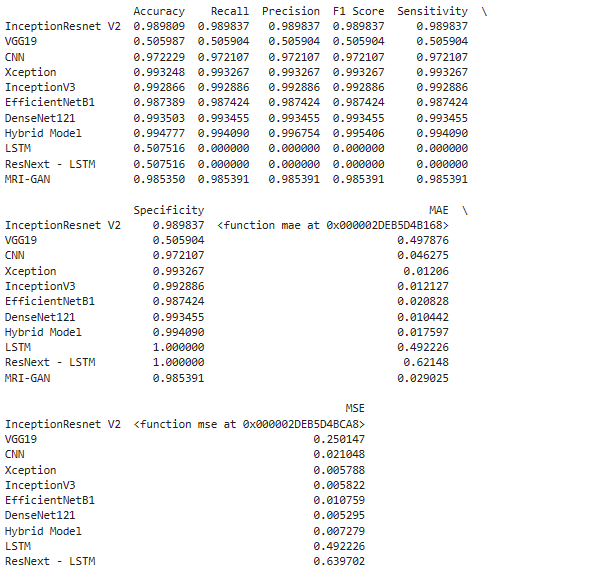 Accuracy Recall Precision F1 Score Sensitivity \
InceptionResnet V2 0.989809 0.989837 0.989837 0.989837 0.989837
VGG19 0.505987 0.505904 0.505904 0.505904 0.505904
CNN 0.972229 0.972107 0.972107 0.972107 0.972107
Xception 0.993248 0.993267 0.993267 0.993267 0.993267
InceptionV3 0.992866 0.992886 0.992886 0.992886 0.992886
EfficientNetB1 0.987389 0.987424 0.987424 0.987424 0.987424
DenseNet121 0.993503 0.993455 0.993455 0.993455 0.993455
Hybrid Model 0.994777 0.994090 0.996754 0.995406 0.994090
LSTM 0.507516 0.000000 0.000000 0.000000 0.000000
ResNext - LSTM 0.507516 0.000000 0.000000 0.000000 0.000000
MRI-GAN 0.985350 0.985391 0.985391 0.985391 0.985391
Specificity MAE \
InceptionResnet V2 0.989837 <function mae at 0x000002DEB5D4B168>
VGG19 0.505904 0.497876
CNN 0.972107 0.046275
Xception 0.993267 0.01206
InceptionV3 0.992886 0.012127
EfficientNetB1 0.987424 0.020828
DenseNet121 0.993455 0.010442
Hybrid Model 0.994090 0.017597
LSTM 1.000000 0.492226
ResNext - LSTM 1.000000 0.62148
MRI-GAN 0.985391 0.029025
MSE
InceptionResnet V2 <function mse at 0x000002DEB5D4BCA8>
VGG19 0.250147
CNN 0.021048
Xception 0.005788
InceptionV3 0.005822
EfficientNetB1 0.010759
DenseNet121 0.005295
Hybrid Model 0.007279
LSTM 0.492226
ResNext - LSTM 0.639702